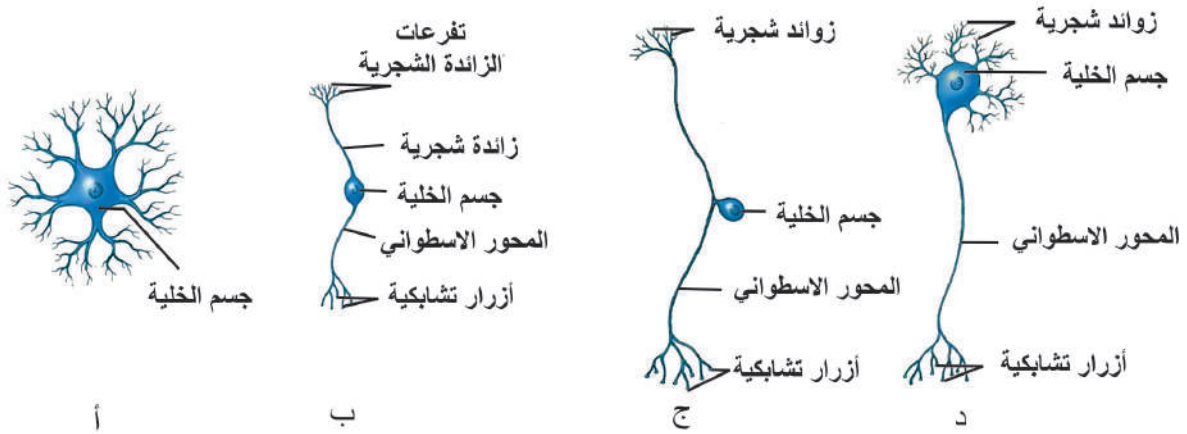 زوائد شجرية
جسم الخلية
المحور الاسطواني
أزرار تشابكية
د
زوائد شجرية
جسم الخلية
المحور الاسطواني
أزرار تشابكية
ج
تفرعات
الزائدة الشجرية
زائدة شجرية
جسم الخلية
المحور الاسطواني
أزرار تشابكية
ب
جسم الخلية
أ